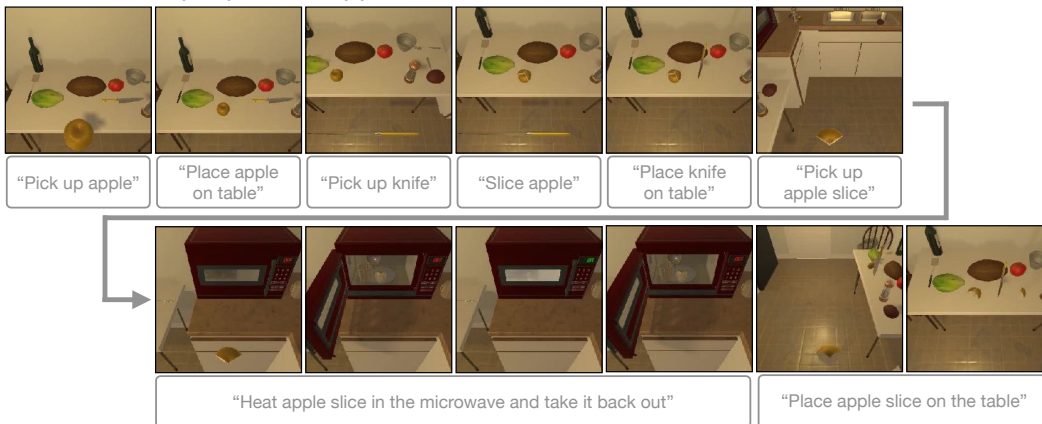 “Pick up apple”
“Place apple
on table”
“Pick up knife”
“Slice apple”
“Place knife
on table”
“Pick up
apple slice”
“Heat apple slice in the microwave and take it back out”
“Place apple slice on the table”